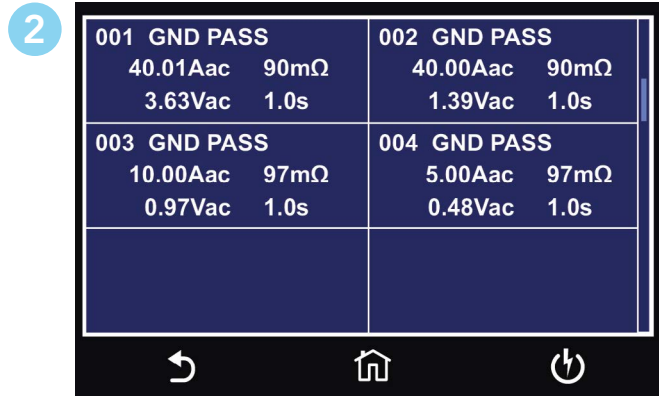 2
001 GND PASS
40.01Aac 90mΩ
3.63Vac 1.0s
002 GND PASS
40.00Aac 90mΩ
1.39Vac 1.0s
003 GND PASS
10.00Aac 97mΩ
0.97Vac 1.0s
004 GND PASS
5.00Aac 97mΩ
0.48Vac 1.0s